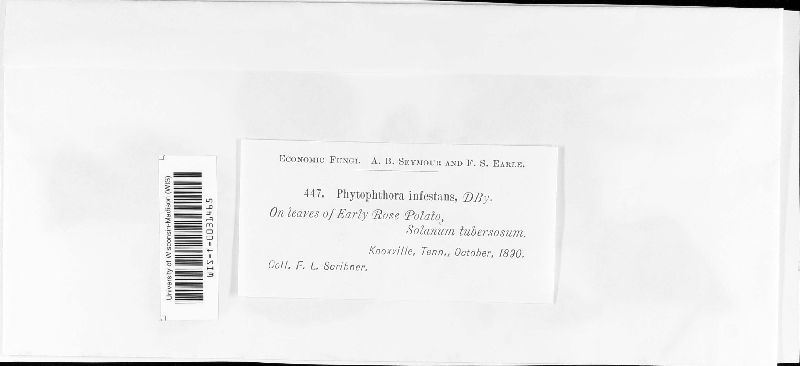 Economic Fungi. A. B. Seymour and F. S. Earle.
447. Phytophthora infestans, DBy.
On leaves of Early Rose Potato,
Solanum tubersosum.
Knoxville, Tenn., October, 1890.
Coll. F. L. Scribner.
University of Wisconsin-Madison (WIS)
WIS-f-0031465